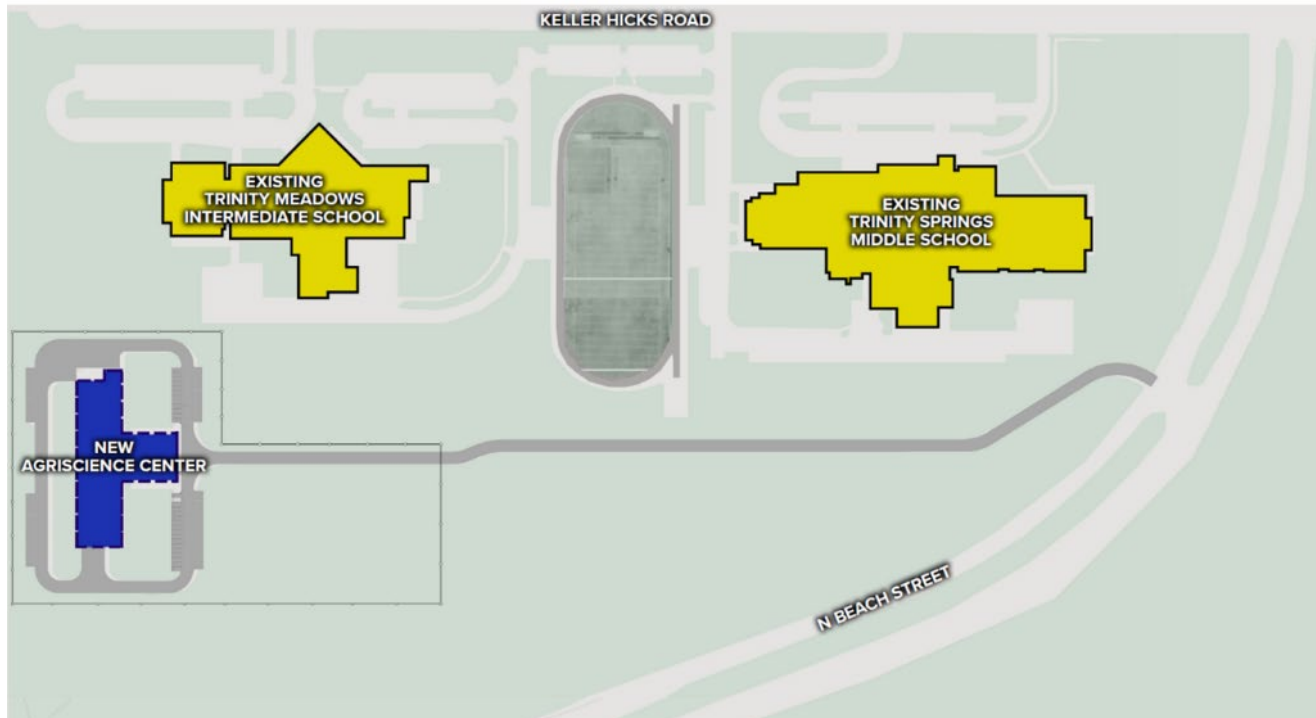 KELLER HICKS ROAD
EXISTING
TRINITY MEADOWS
INTERMEDIATE SCHOOL
EXISTING
TRINITY SPRINGS
MIDDLE SCHOOL
NEW
AGRISCIENCE CENTER
N BEACH STREET